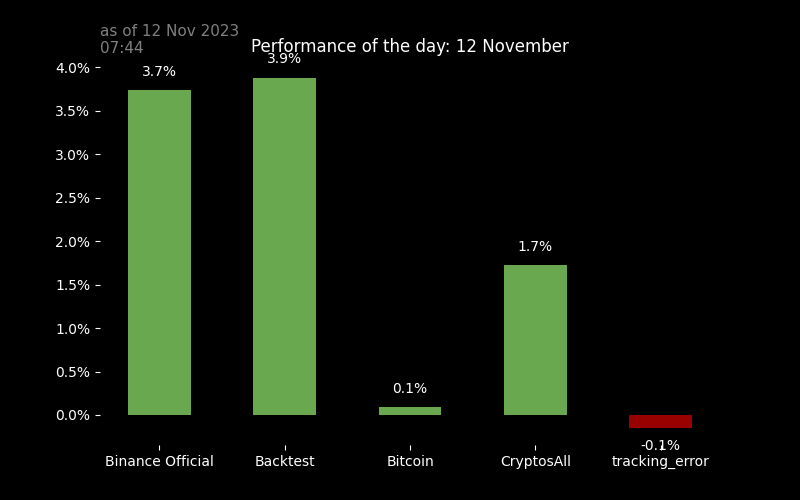 as of 12 Nov 2023
07:44
Performance of the day: 12 November
4.0%
3.5%
3.0%
2.5%
2.0%
1.5%
1.0%
0.5%
0.0%
3.7%
3.9%
0.1%
1.7%
-0.1%
Binance Official
Backtest
Bitcoin
CryptosAll
tracking_error